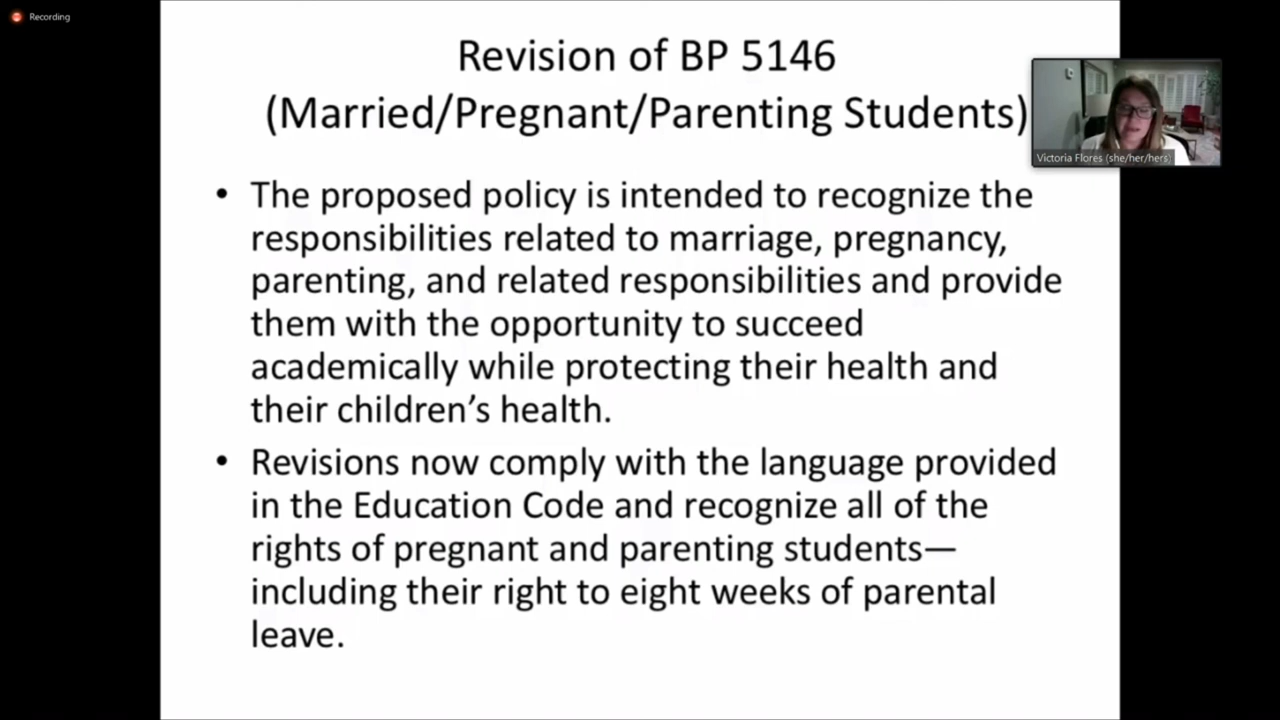 Recording
Revision of BP 5146
(Married/Pregnant/Parenting Students)
Victoria Flores (she/her/hers)
• The proposed policy is intended to recognize the
responsibilities related to marriage, pregnancy,
parenting, and related responsibilities and provide
them with the opportunity to succeed
academically while protecting their health and
their children’s health.
• Revisions now comply with the language provided
in the Education Code and recognize all of the
rights of pregnant and parenting students—
including their right to eight weeks of parental
leave.